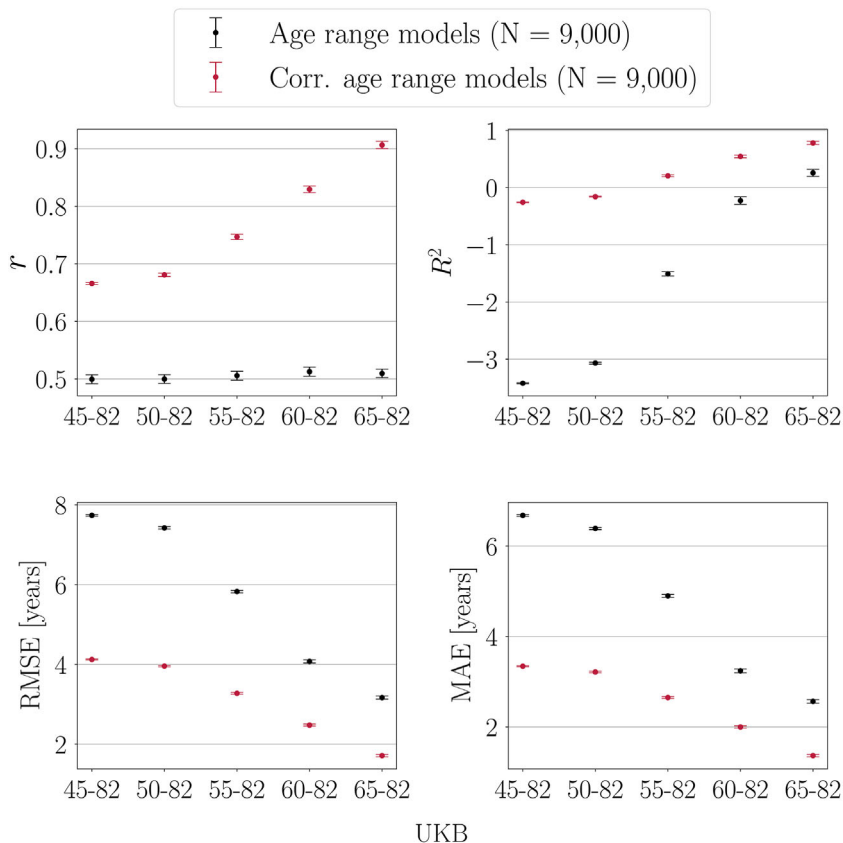 Age range models (N = 9,000)
Corr. age range models (N = 9,000)
0.9
0.8
0.7
0.6
0.5
r
45-82 50-82 55-82 60-82 65-82
1
0
−1
−2
−3
R²
45-82 50-82 55-82 60-82 65-82
8
6
4
2
RMSE [years]
45-82 50-82 55-82 60-82 65-82
6
4
2
MAE [years]
45-82 50-82 55-82 60-82 65-82
UKB